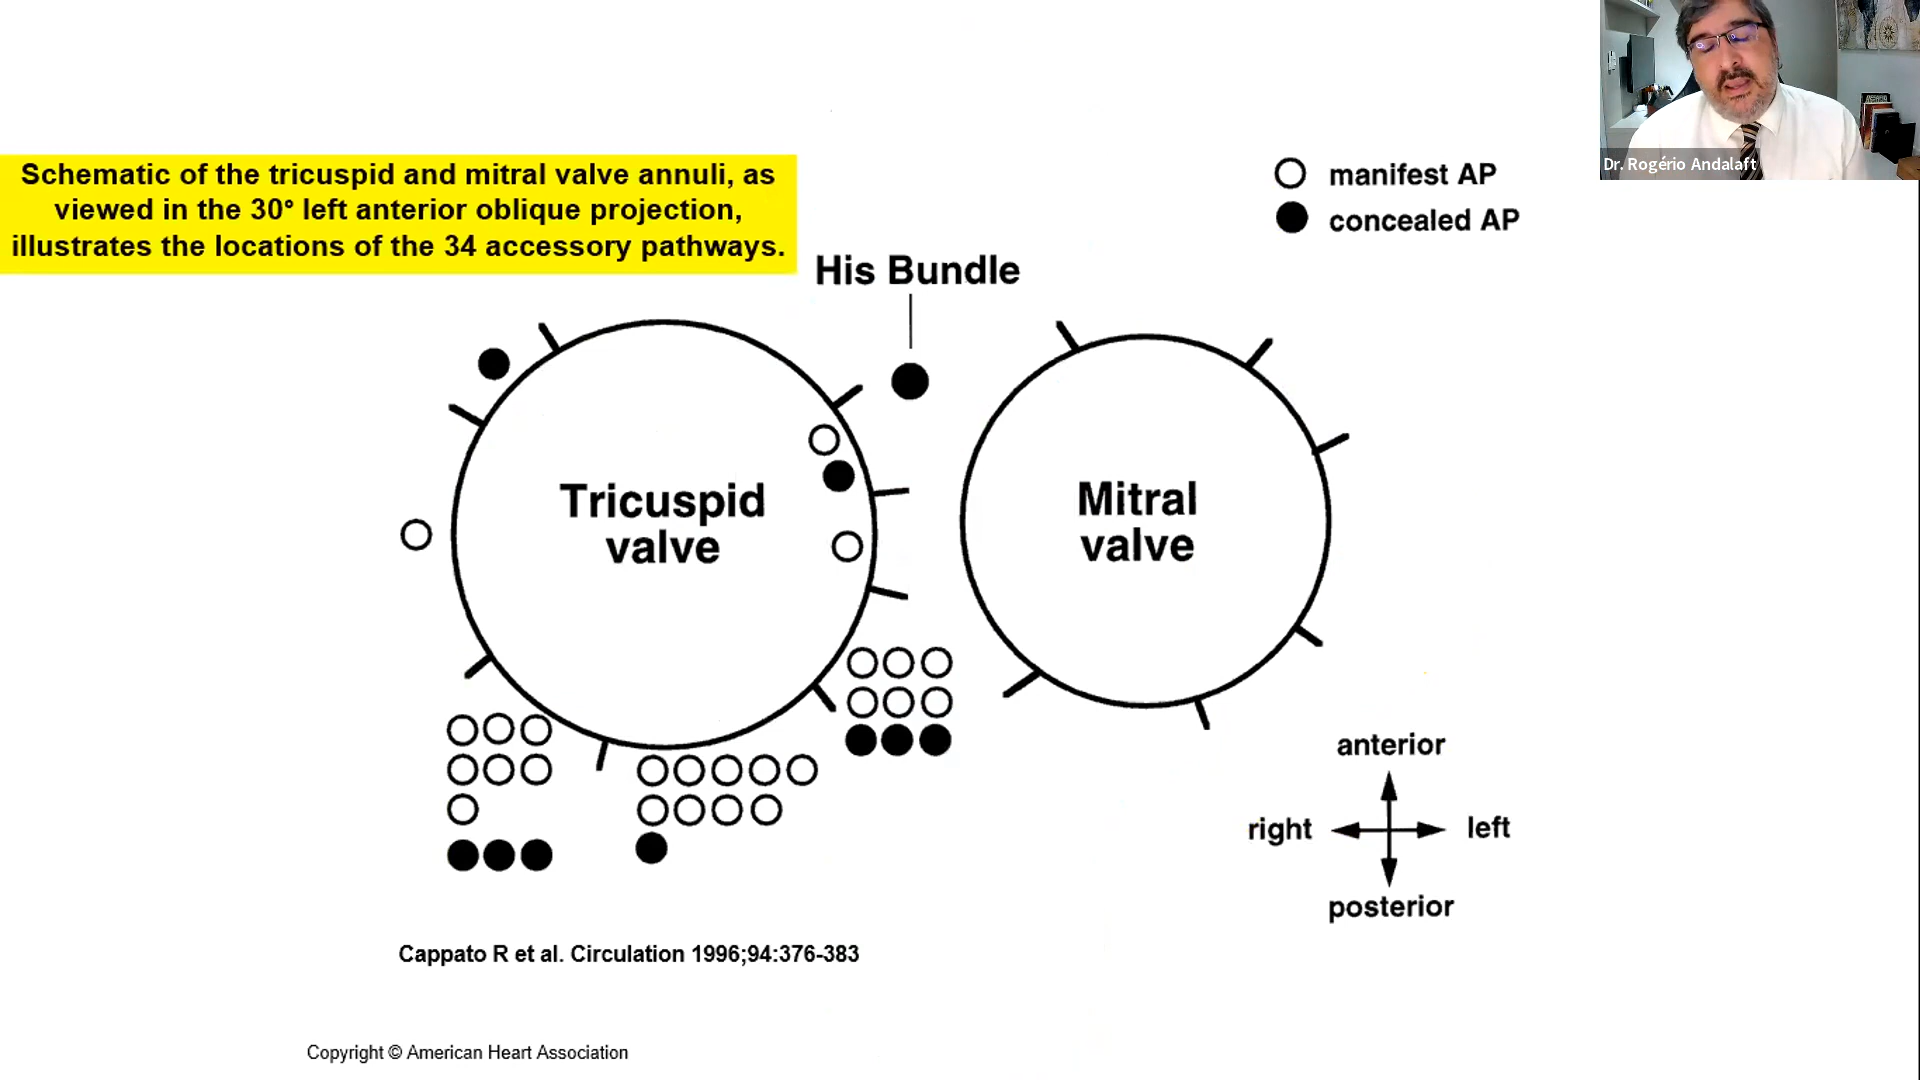 Schematic of the tricuspid and mitral valve annuli, as
viewed in the 30° left anterior oblique projection,
illustrates the locations of the 34 accessory pathways.
manifest AP
concealed AP
Dr. Rogério Andalaft
His Bundle
Tricuspid
valve
Mitral
valve
anterior
right
left
posterior
Cappato R et al. Circulation 1996;94:376-383
Copyright © American Heart Association